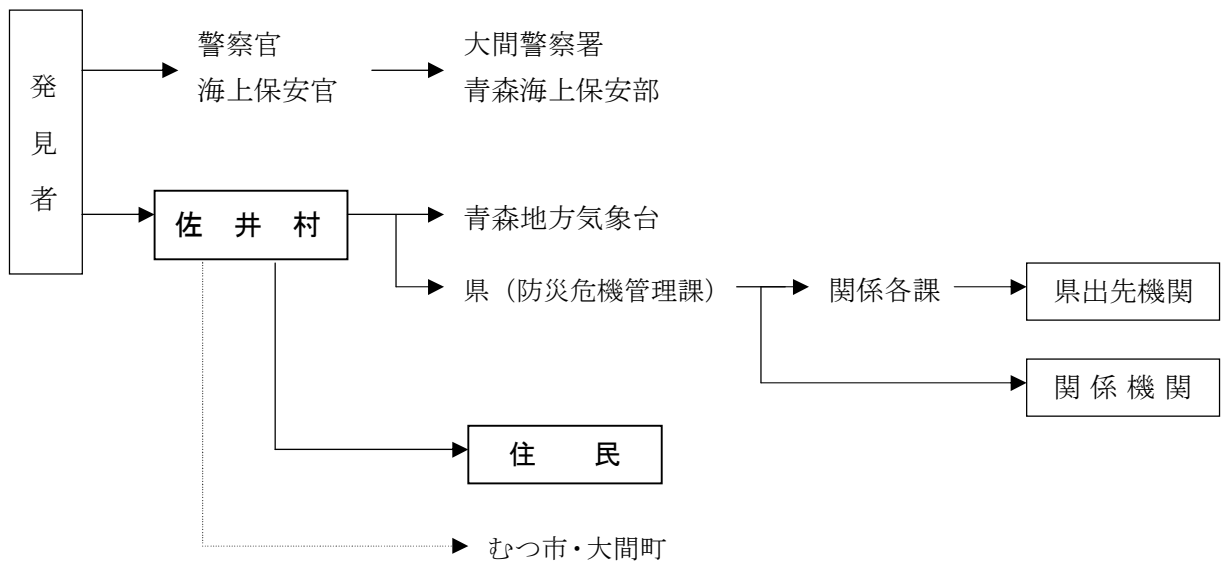 発見者
警察官
海上保安官
大間警察署
青森海上保安部
佐 井 村
青森地方気象台
県（防災危機管理課）
関係各課
県出先機関
関 係 機 関
住 民
むつ市・大間町